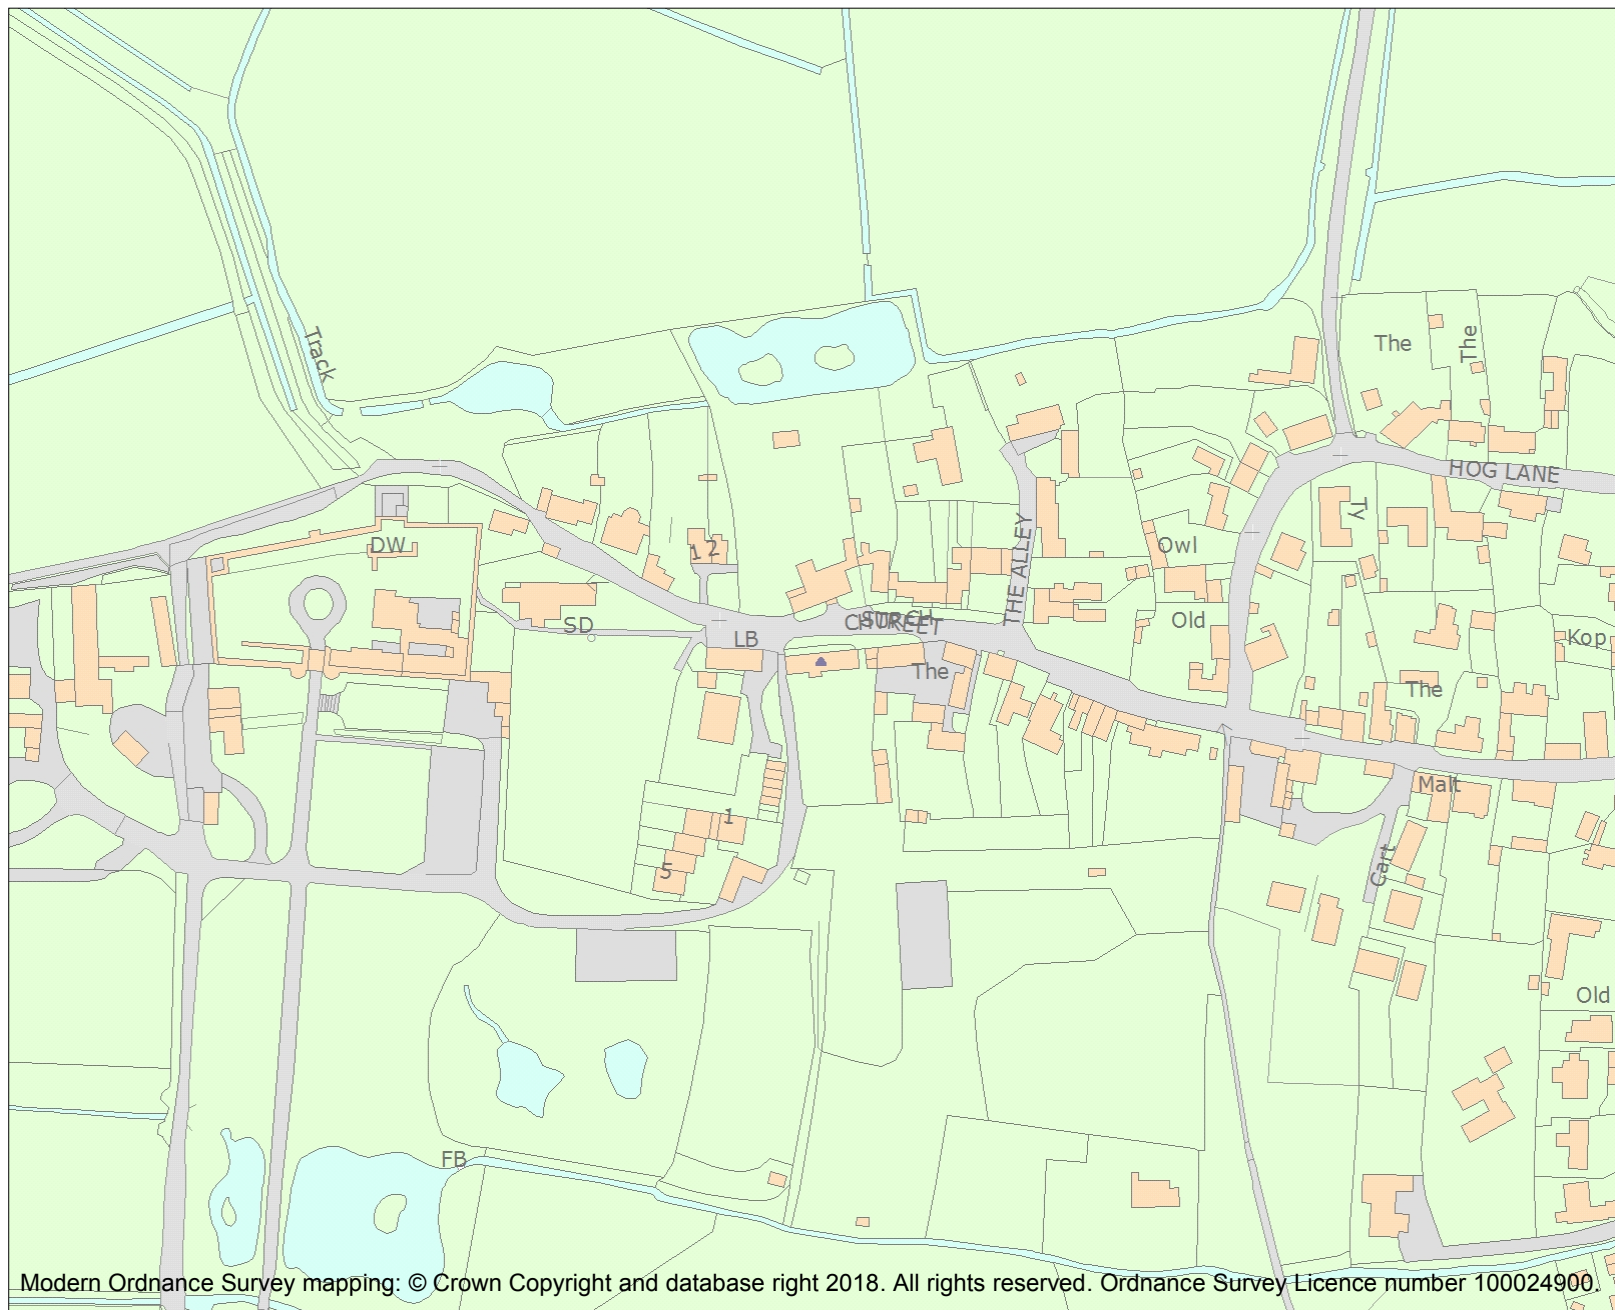 Track
The
The
HOG LANE
Ty
DW
1 2
THE ALLEY
Owl
SD
LB
CHURCH
STREET
Old
Kop
The
The
Malt
1
5
Cart
Old
FB
Modern Ordnance Survey mapping: © Crown Copyright and database right 2018. All rights reserved. Ordnance Survey Licence number 100024900.